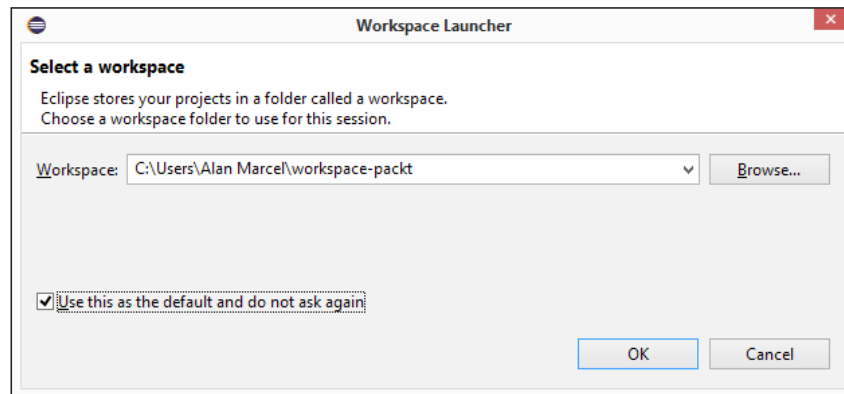 Workspace Launcher
Select a workspace
Eclipse stores your projects in a folder called a workspace.
Choose a workspace folder to use for this session.
Workspace: C:\Users\Alan Marcel\workspace-packt Browse...
Use this as the default and do not ask again
OK Cancel